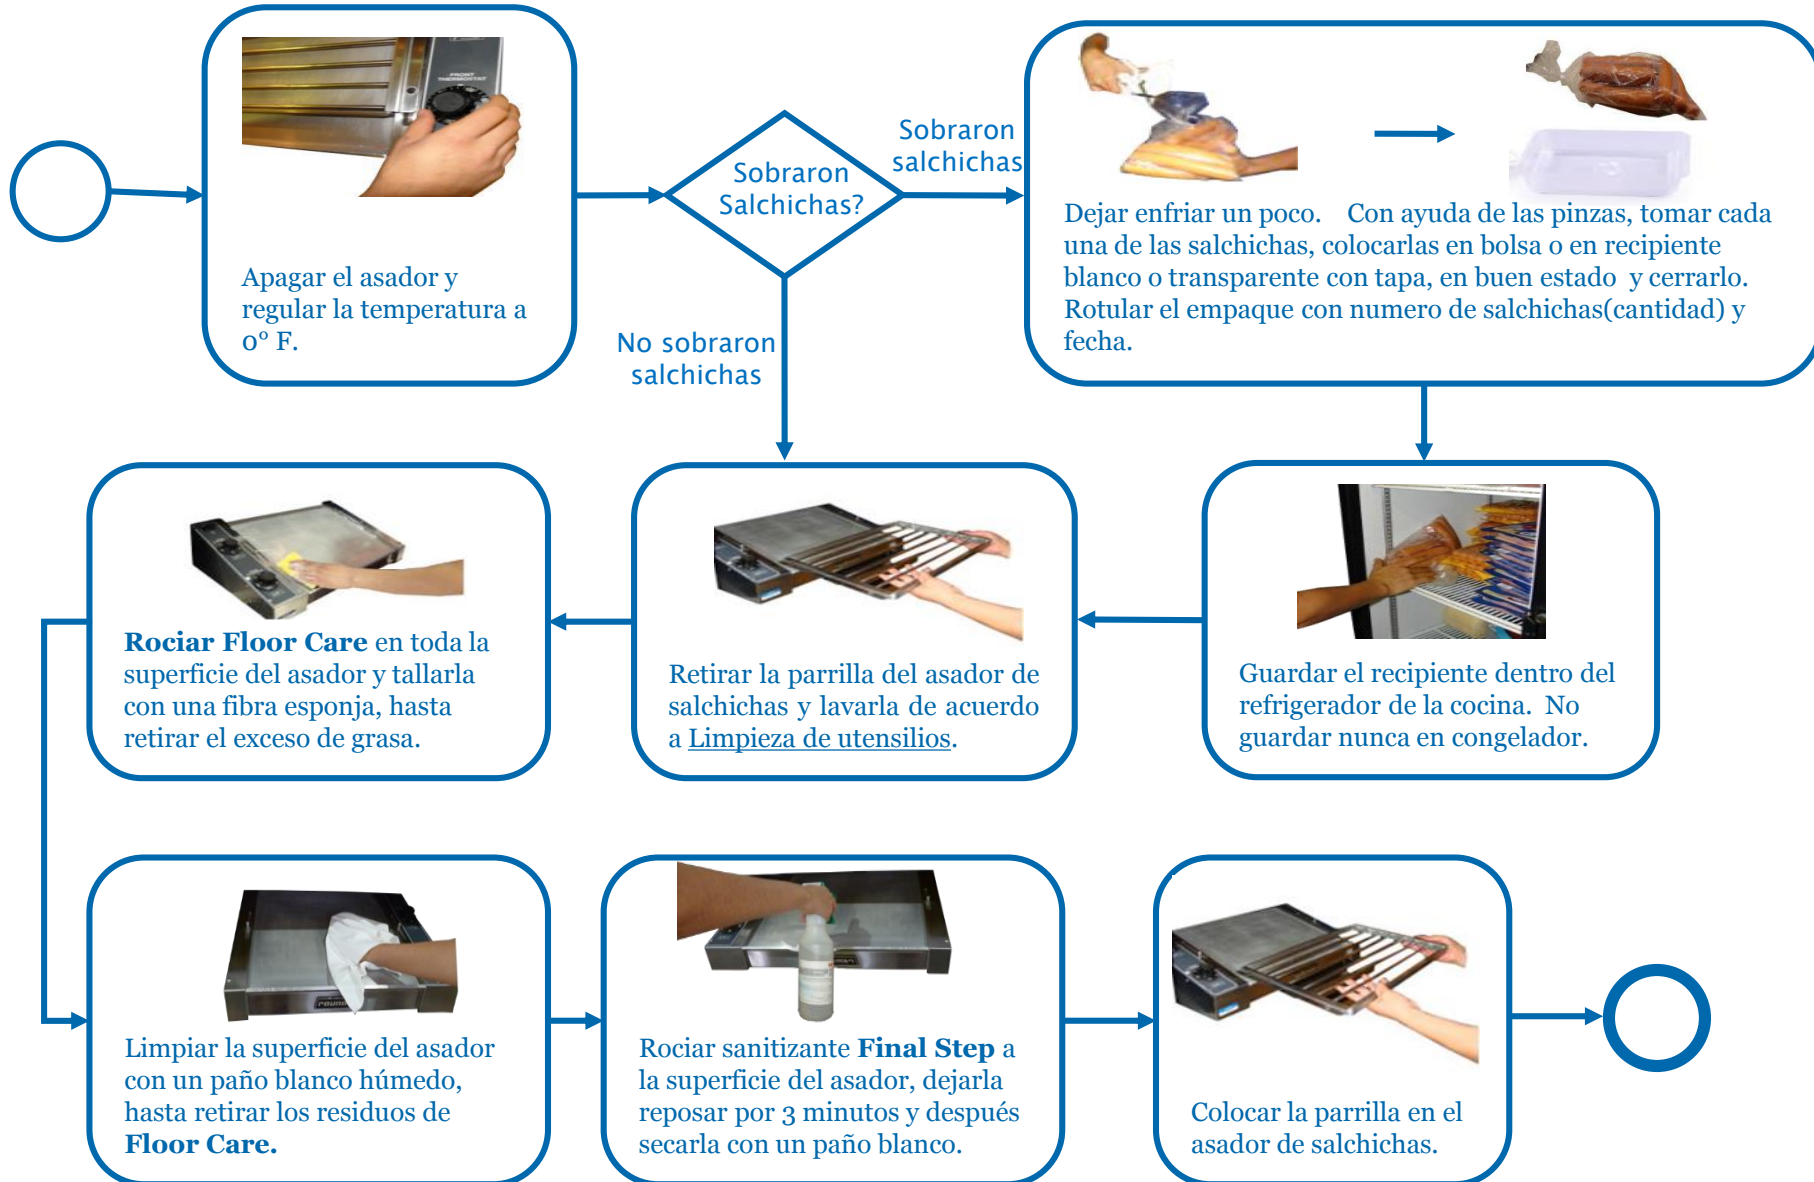 FRONT
THERMOSTAT
Apagar el asador y
regular la temperatura a
0° F.
Sobraron
Salchichas?
Sobraron
salchichas
No sobraron
salchichas
Dejar enfriar un poco. Con ayuda de las pinzas, tomar cada
una de las salchichas, colocarlas en bolsa o en recipiente
blanco o transparente con tapa, en buen estado y cerrarlo.
Rotular el empaque con numero de salchichas(cantidad) y
fecha.
Guardar el recipiente dentro del
refrigerador de la cocina. No
guardar nunca en congelador.
Retirar la parrilla del asador de
salchichas y lavarla de acuerdo
a Limpieza de utensilios.
Rociar Floor Care en toda la
superficie del asador y tallarla
con una fibra esponja, hasta
retirar el exceso de grasa.
Limpiar la superficie del asador
con un paño blanco húmedo,
hasta retirar los residuos de
Floor Care.
Rociar sanitizante Final Step a
la superficie del asador, dejarla
reposar por 3 minutos y después
secarla con un paño blanco.
Colocar la parrilla en el
asador de salchichas.